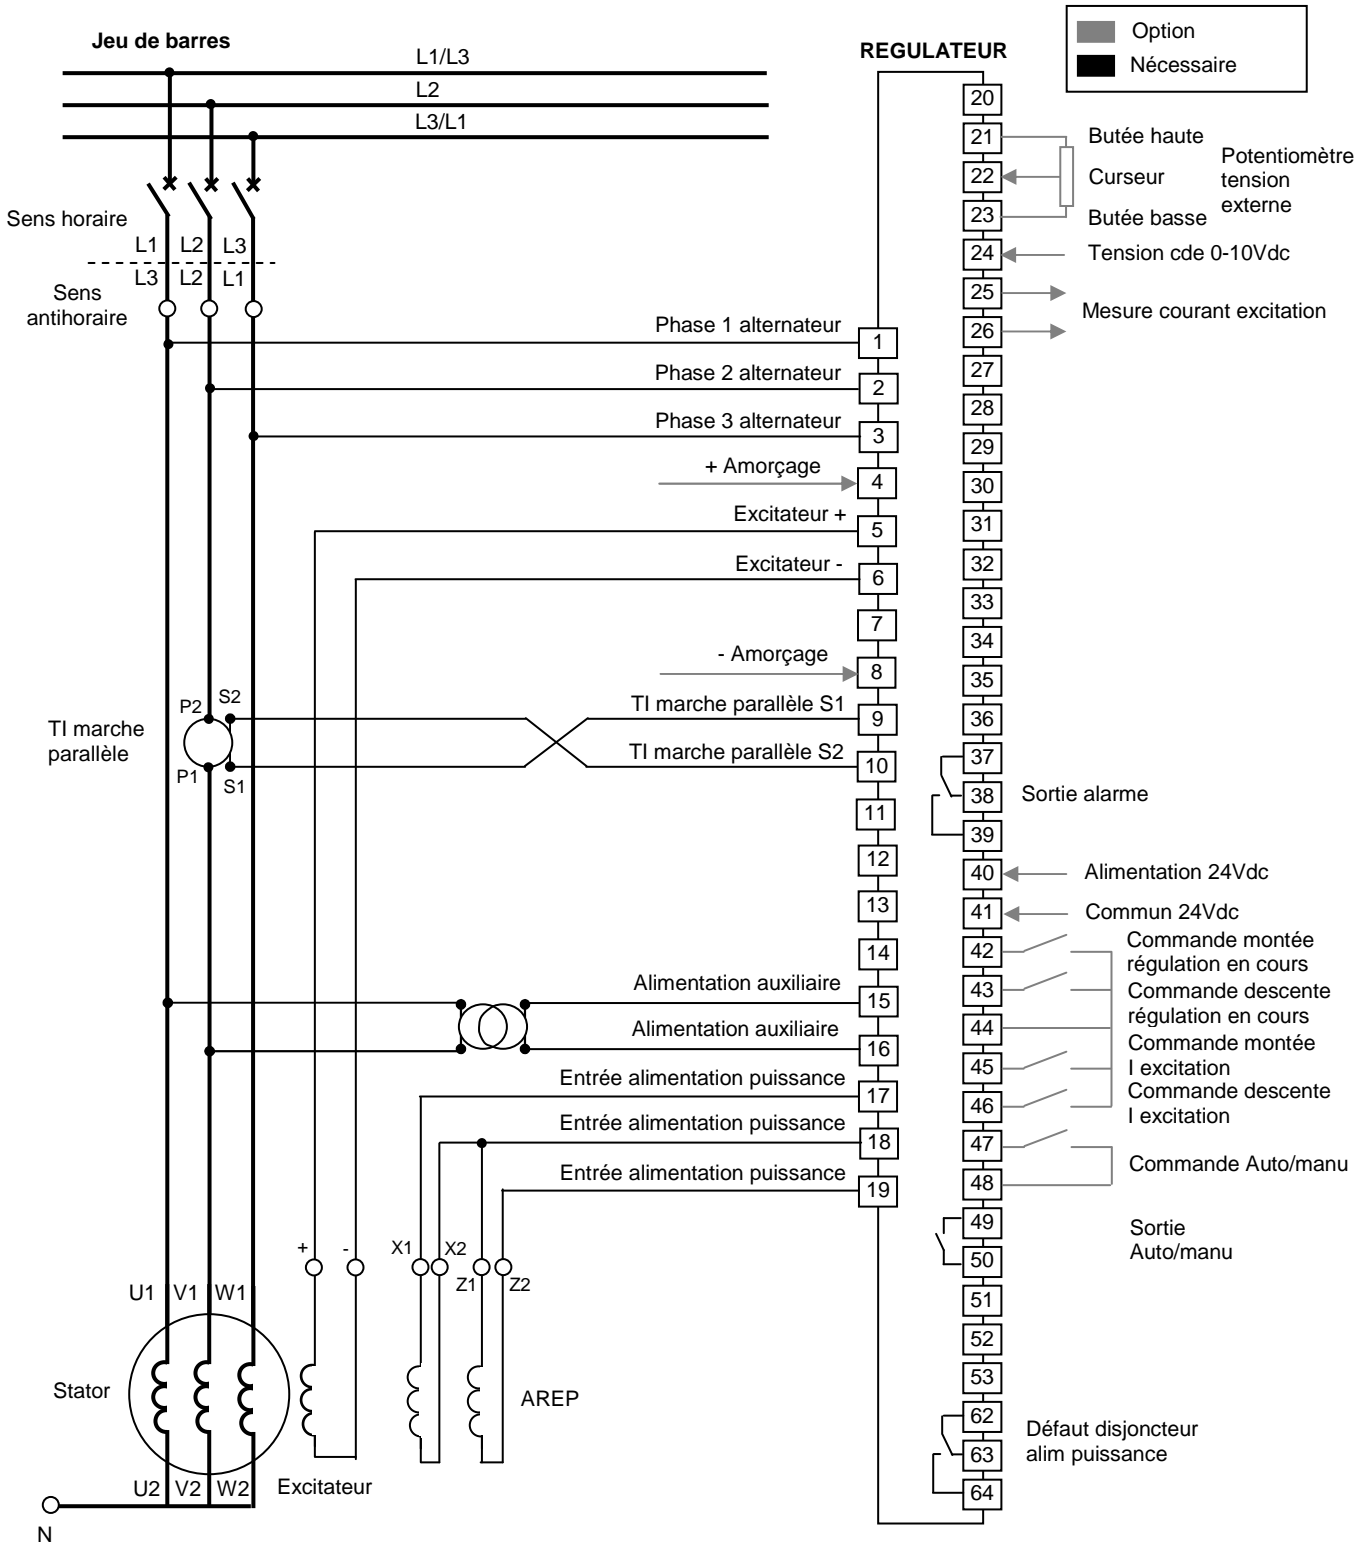 Jeu de barres
L1/L3
L2
L3/L1
REGULATEUR
Option
Nécessaire
Sens horaire
L1
L2
L3
L3
L2
L1
Sens
antihoraire
Phase 1 alternateur
1
Phase 2 alternateur
2
Phase 3 alternateur
3
+ Amorçage
4
Excitateur +
5
Excitateur -
6
7
- Amorçage
8
TI marche
parallèle
P2
S2
P1
S1
TI marche parallèle S1
9
TI marche parallèle S2
10
11
12
13
14
Alimentation auxiliaire
15
Alimentation auxiliaire
16
Entrée alimentation puissance
17
Entrée alimentation puissance
18
Entrée alimentation puissance
19
+
-
X1
X2
Z1
Z2
U1
V1
W1
Stator
AREP
U2
V2
W2
Excitateur
N
20
21
Butée haute
22
Curseur
23
Butée basse
Potentiomètre
tension
externe
24
Tension cde 0-10Vdc
25
26
Mesure courant excitation
27
28
29
30
31
32
33
34
35
36
37
38
Sortie alarme
39
40
Alimentation 24Vdc
41
Commun 24Vdc
42
Commande montée
régulation en cours
43
Commande descente
régulation en cours
44
45
Commande montée
I excitation
46
Commande descente
I excitation
47
48
Commande Auto/manu
49
50
Sortie
Auto/manu
51
52
53
62
63
64
Défaut disjoncteur
alim puissance